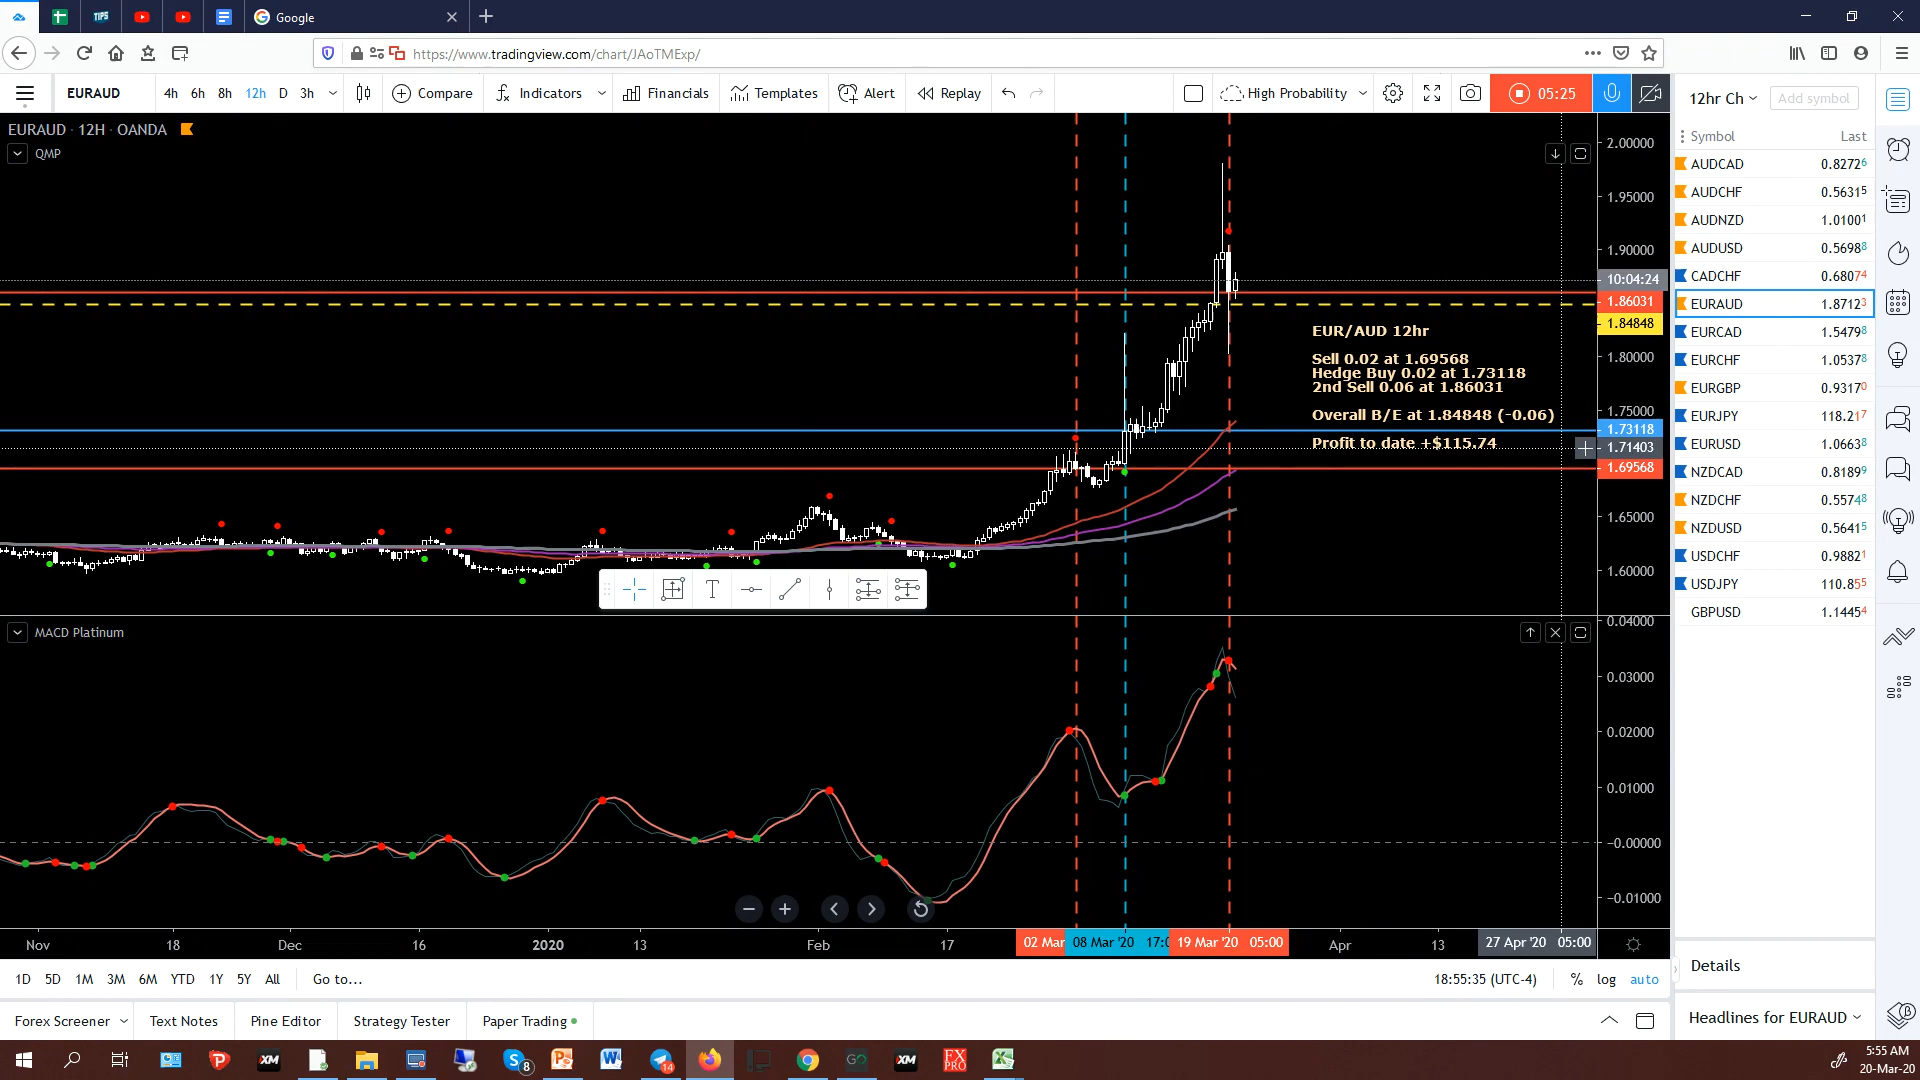 Google
https://www.tradingview.com/chart/JAoTMExp/
EURAUD 4h 6h 8h 12h D 3h Compare Indicators Financials Templates Alert Replay High Probability 05:25
12hr Ch Add symbol
Symbol Last
EURAUD · 12H · OANDA
QMP
2.00000
1.95000
1.90000
10:04:24
1.86031
1.84848
1.80000
1.75000
1.73118
1.71403
1.69568
1.65000
1.60000
EUR/AUD 12hr
Sell 0.02 at 1.69568
Hedge Buy 0.02 at 1.73118
2nd Sell 0.06 at 1.86031
Overall B/E at 1.84848 (-0.06)
Profit to date +$115.74
AUDCAD 0.82726
AUDCHF 0.56315
AUDNZD 1.01001
AUDUSD 0.56988
CADCHF 0.68074
EURAUD 1.87123
EURCAD 1.54798
EURCHF 1.05378
EURGBP 0.93170
EURJPY 118.217
EURUSD 1.06638
NZDCAD 0.81899
NZDCHF 0.55748
NZDUSD 0.56415
USDCHF 0.98821
USDJPY 110.855
GBPUSD 1.14454
MACD Platinum
0.04000
0.03000
0.02000
0.01000
-0.00000
-0.01000
Nov 18 Dec 16 2020 13 Feb 17 02 Mar 08 Mar '20 17:0 19 Mar '20 05:00 Apr 13 27 Apr '20 05:00
1D 5D 1M 3M 6M YTD 1Y 5Y All Go to... 18:55:35 (UTC-4) % log auto
Details
Forex Screener Text Notes Pine Editor Strategy Tester Paper Trading
Headlines for EURAUD
5:55 AM
20-Mar-20